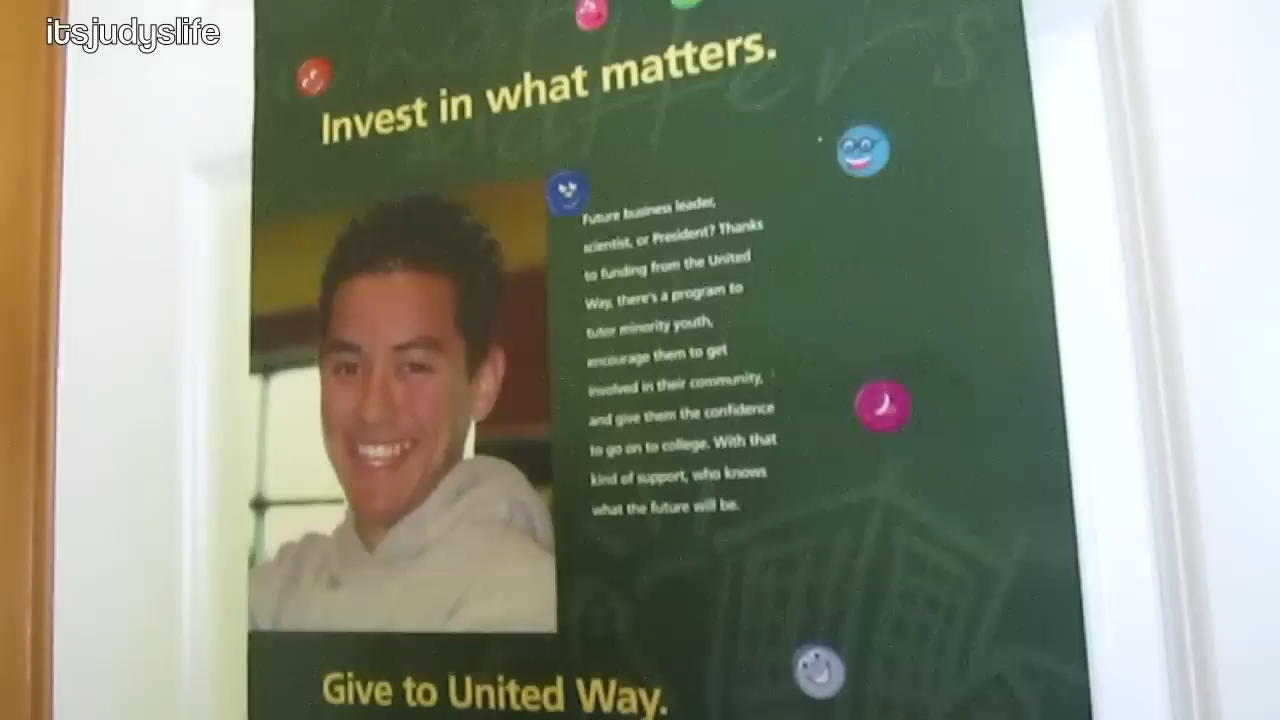 itsjudyslife
Invest in what matters.
Future business leader,
scientist, or President? Thanks
to funding from the United
Way, there's a program to
tutor minority youth,
encourage them to get
involved in their community,
and give them the confidence
to go on to college. With that
kind of support, who knows
what the future will be.
Give to United Way.